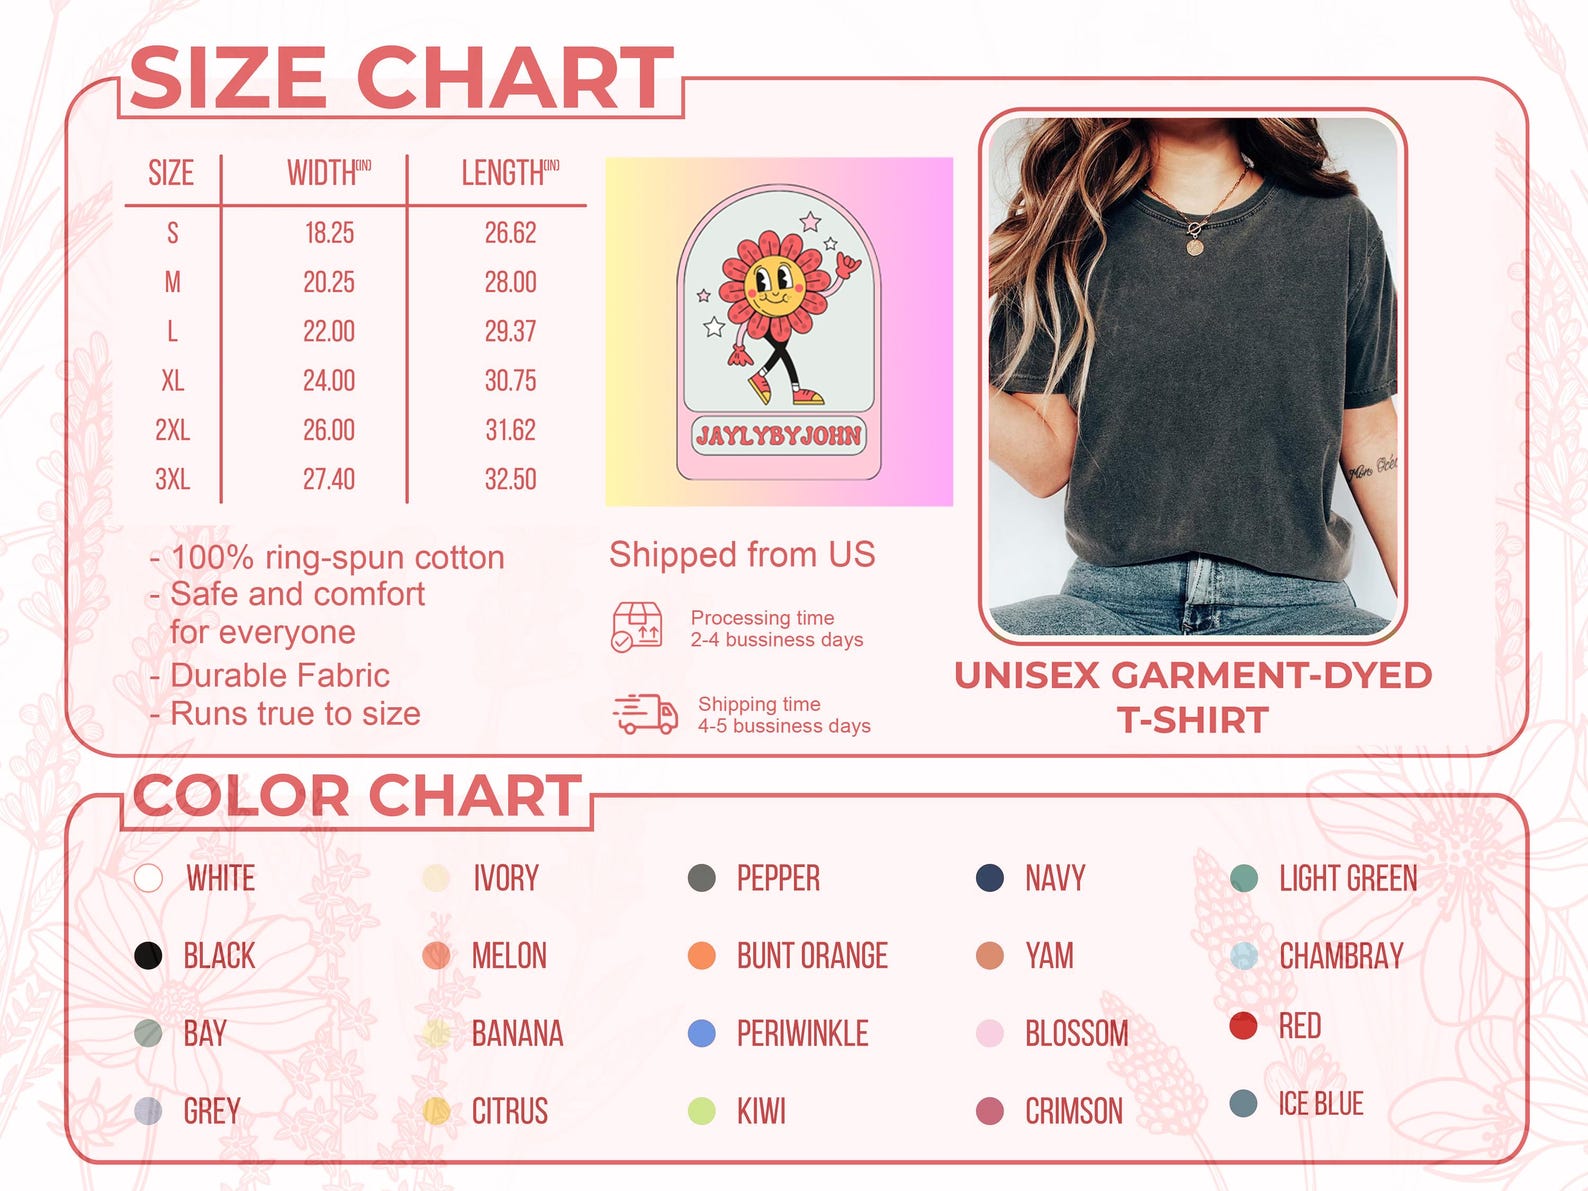 SIZE CHART
SIZE WIDTH(IN) LENGTH(IN)
S 18.25 26.62
M 20.25 28.00
L 22.00 29.37
XL 24.00 30.75
2XL 26.00 31.62
3XL 27.40 32.50
- 100% ring-spun cotton
- Safe and comfort
for everyone
- Durable Fabric
- Runs true to size
JAYLYBYJOHN
Shipped from US
Processing time
2-4 bussiness days
Shipping time
4-5 bussiness days
UNISEX GARMENT-DYED
T-SHIRT
COLOR CHART
WHITE IVORY PEPPER NAVY LIGHT GREEN
BLACK MELON BUNT ORANGE YAM CHAMBRAY
BAY BANANA PERIWINKLE BLOSSOM RED
GREY CITRUS KIWI CRIMSON ICE BLUE